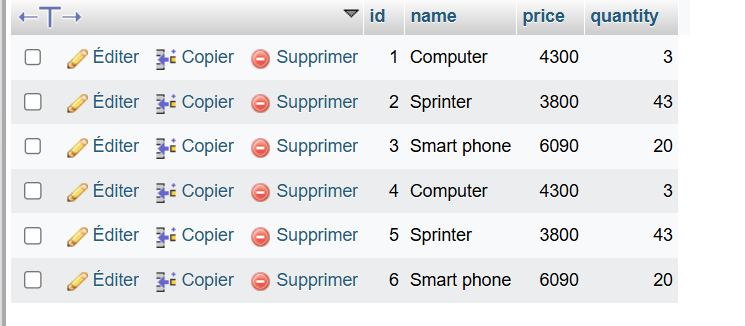 id name price quantity
Éditer Copier Supprimer 1 Computer 4300 3
Éditer Copier Supprimer 2 Sprinter 3800 43
Éditer Copier Supprimer 3 Smart phone 6090 20
Éditer Copier Supprimer 4 Computer 4300 3
Éditer Copier Supprimer 5 Sprinter 3800 43
Éditer Copier Supprimer 6 Smart phone 6090 20